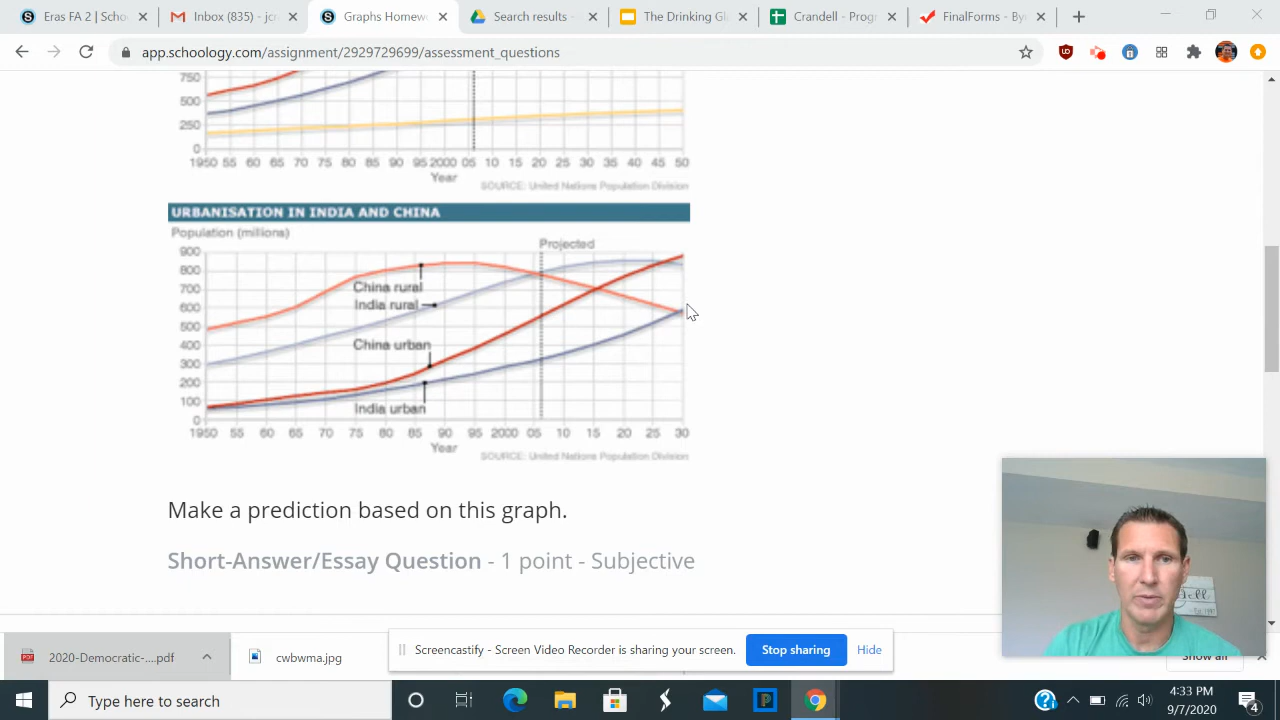 Eras in 2 | Scho
Inbox (835) - jcr
Graphs Homew
Search results -
The Drinking Gl
Crandell - Progr
FinalForms - By
app.schoology.com/assignment/2929729699/assessment_questions
750
500
250
0
1950 55 60 65 70 75 80 85 90 95 2000 05 10 15 20 25 30 35 40 45 50
Year
SOURCE: United Nations Population Division
URBANISATION IN INDIA AND CHINA
Population (millions)
Projected
900
800
700
600
500
400
300
200
100
0
China rural
India rural
China urban
India urban
1950 55 60 65 70 75 80 85 90 95 2000 05 10 15 20 25 30
Year
SOURCE: United Nations Population Division
Make a prediction based on this graph.
Short-Answer/Essay Question - 1 point - Subjective
2020-Democratic-....pdf
cwbwma.jpg
Screencastify - Screen Video Recorder is sharing your screen.
Stop sharing
Hide
Show all
Type here to search
4:33 PM
9/7/2020
4